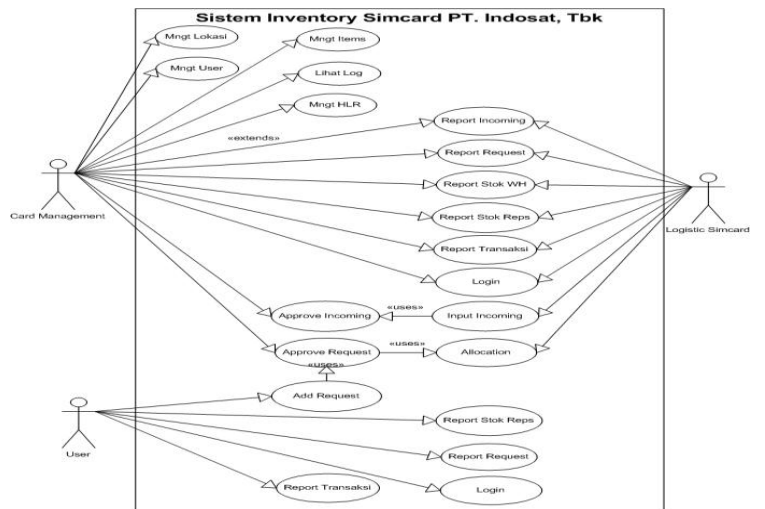 Sistem Inventory Simcard PT. Indosat, Tbk
Mngt Lokasi
Mngt Items
Mngt User
Lihat Log
Mngt HLR
Report Incoming
«extends»
Report Request
Report Stok WH
Card Management
Report Stok Reps
Logistic Simcard
Report Transaksi
Login
«uses»
Approve Incoming
Input Incoming
«uses»
Approve Request
Allocation
«uses»
Add Request
Report Stok Reps
User
Report Request
Report Transaksi
Login